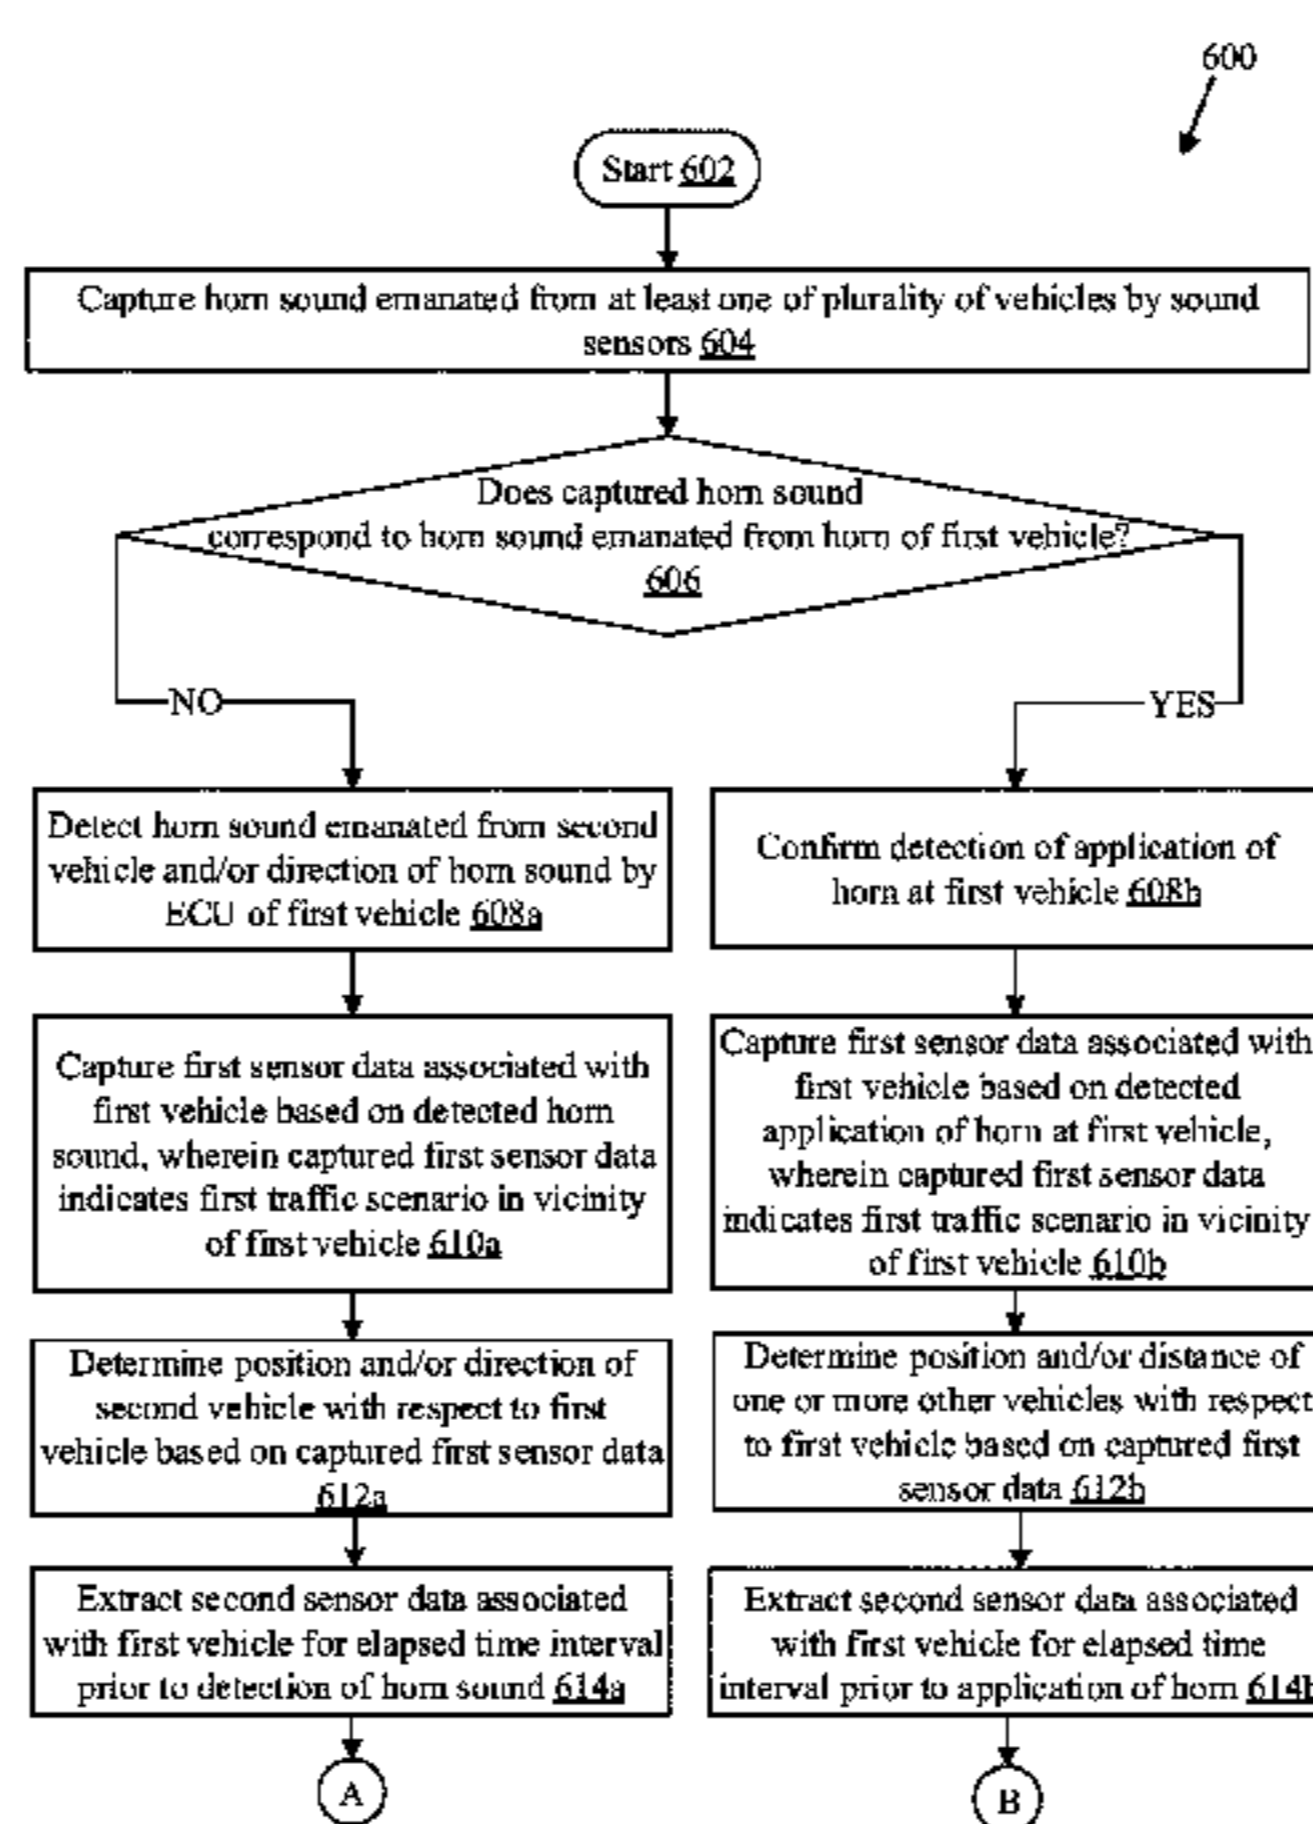 600
Start 602
Capture horn sound emanated from at least one of plurality of vehicles by sound
sensors 604
Does captured horn sound
correspond to horn sound emanated from horn of first vehicle?
606
NO
YES
Detect horn sound emanated from second
vehicle and/or direction of horn sound by
ECU of first vehicle 608a
Confirm detection of application of
horn at first vehicle 608b
Capture first sensor data associated with
first vehicle based on detected horn
sound, wherein captured first sensor data
indicates first traffic scenario in vicinity
of first vehicle 610a
Capture first sensor data associated with
first vehicle based on detected
application of horn at first vehicle,
wherein captured first sensor data
indicates first traffic scenario in vicinity
of first vehicle 610b
Determine position and/or direction of
second vehicle with respect to first
vehicle based on captured first sensor data
612a
Determine position and/or distance of
one or more other vehicles with respect
to first vehicle based on captured first
sensor data 612b
Extract second sensor data associated
with first vehicle for elapsed time interval
prior to detection of horn sound 614a
Extract second sensor data associated
with first vehicle for elapsed time
interval prior to application of horn 614b
A
B